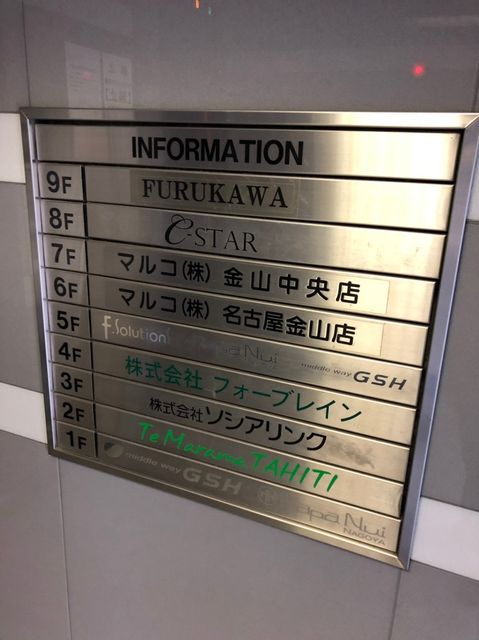 INFORMATION
9F FURUKAWA
8F C-STAR
7F マルコ(株) 金山中央店
6F マルコ(株) 名古屋金山店
5F f.Solution Nui middle way GSH
4F 株式会社 フォーブレイン
3F 株式会社ソシアリンク
2F Te Marama TAHITI
1F middle way GSH apa Nui NAGOYA